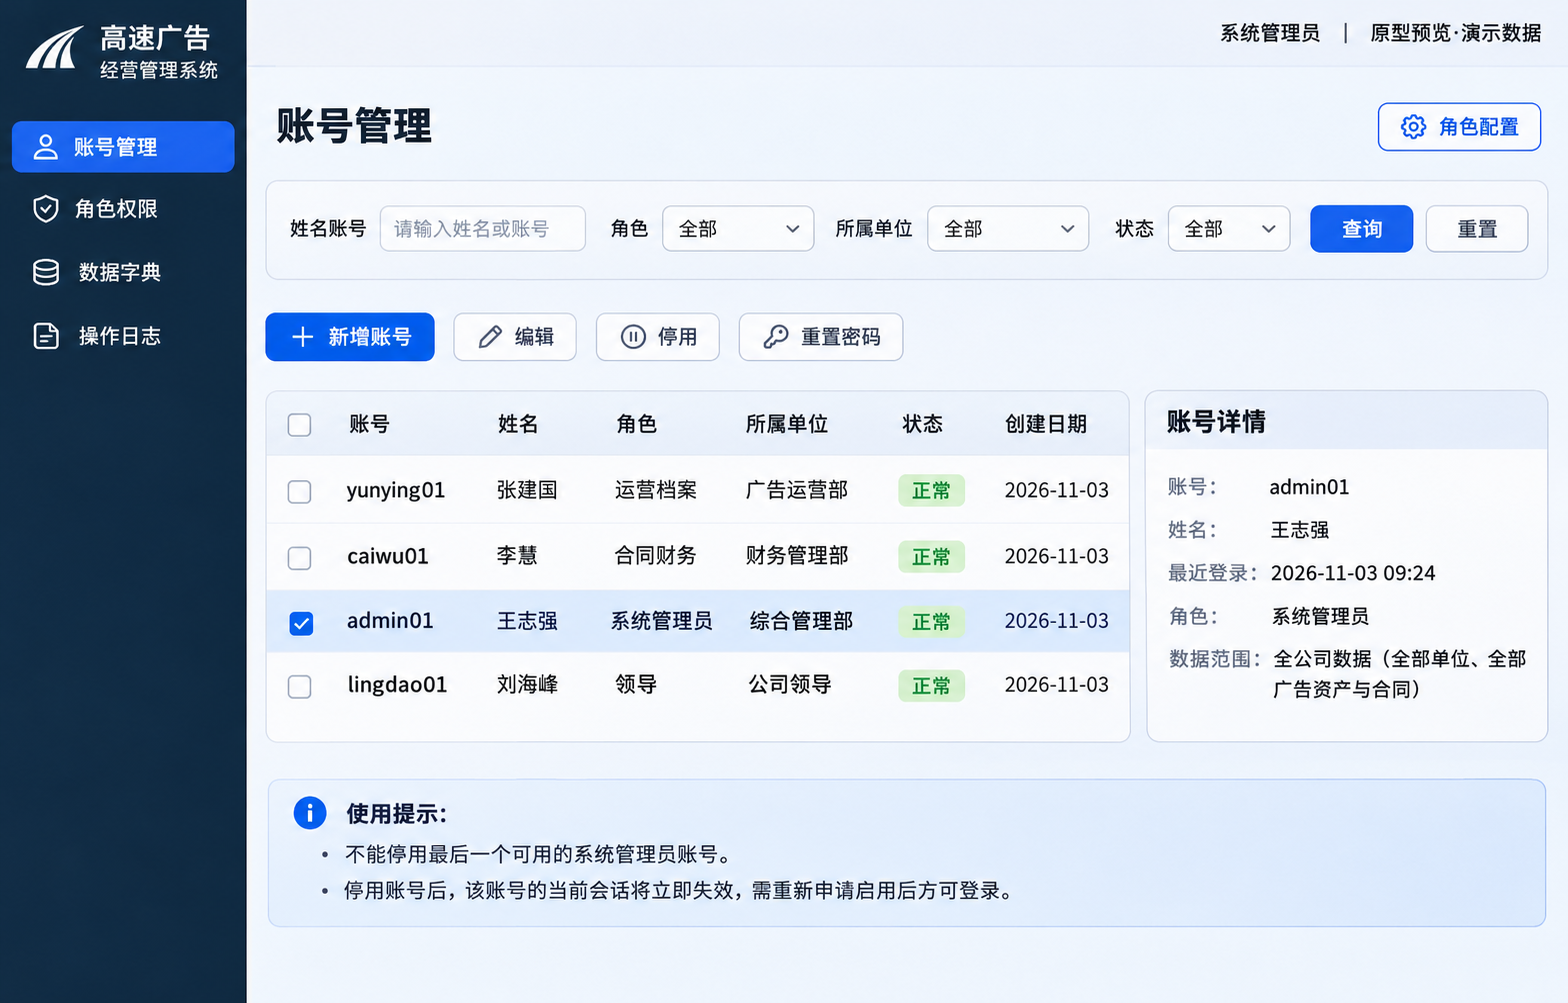 高速广告
经营管理系统
账号管理
角色权限
数据字典
操作日志
系统管理员 | 原型预览·演示数据
账号管理
角色配置
姓名账号 请输入姓名或账号 角色 全部 所属单位 全部 状态 全部 查询 重置
新增账号 编辑 停用 重置密码
账号 姓名 角色 所属单位 状态 创建日期
yunying01 张建国 运营档案 广告运营部 正常 2026-11-03
caiwu01 李慧 合同财务 财务管理部 正常 2026-11-03
admin01 王志强 系统管理员 综合管理部 正常 2026-11-03
lingdao01 刘海峰 领导 公司领导 正常 2026-11-03
账号详情
账号： admin01
姓名： 王志强
最近登录： 2026-11-03 09:24
角色： 系统管理员
数据范围： 全公司数据（全部单位、全部
广告资产与合同）
使用提示：
• 不能停用最后一个可用的系统管理员账号。
• 停用账号后，该账号的当前会话将立即失效，需重新申请启用后方可登录。